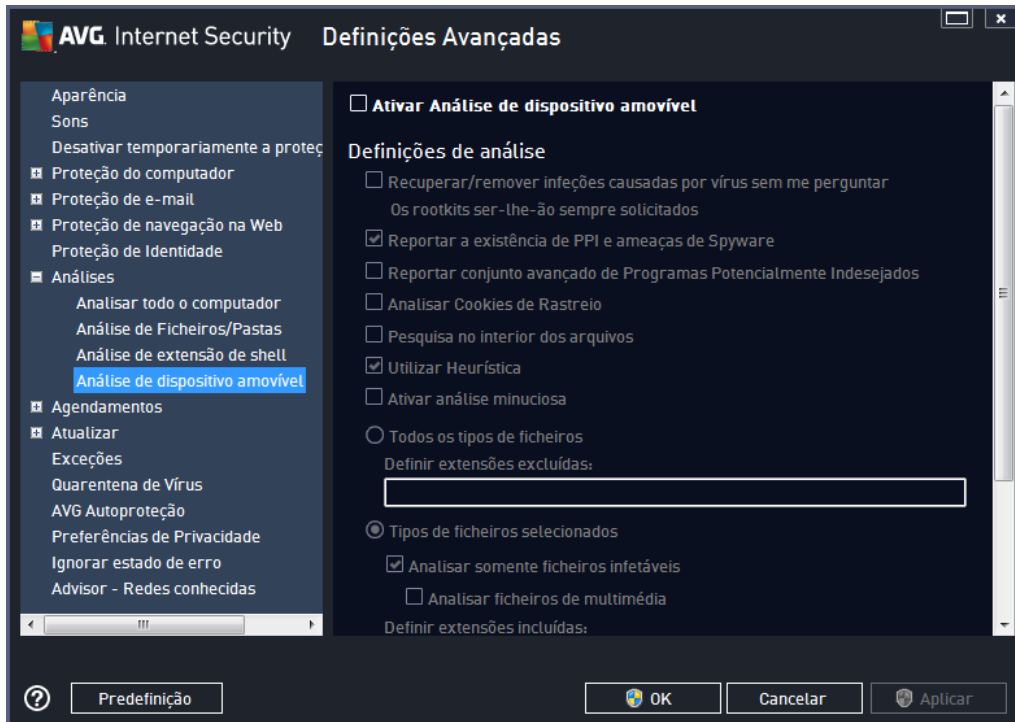 AVG. Internet Security Definições Avançadas
Aparência
Sons
Desativar temporariamente a proteç
Proteção do computador
Proteção de e-mail
Proteção de navegação na Web
Proteção de Identidade
Análises
Analisar todo o computador
Análise de Ficheiros/Pastas
Análise de extensão de shell
Análise de dispositivo amovível
Agendamentos
Atualizar
Exceções
Quarentena de Vírus
AVG Autoproteção
Preferências de Privacidade
Ignorar estado de erro
Advisor - Redes conhecidas
Ativar Análise de dispositivo amovível
Definições de análise
Recuperar/remover infeções causadas por vírus sem me perguntar
Os rootkits ser-lhe-ão sempre solicitados
Reportar a existência de PPI e ameaças de Spyware
Reportar conjunto avançado de Programas Potencialmente Indesejados
Analisar Cookies de Rastreio
Pesquisa no interior dos arquivos
Utilizar Heurística
Ativar análise minuciosa
Todos os tipos de ficheiros
Definir extensões excluídas:
Tipos de ficheiros selecionados
Analisar somente ficheiros infetáveis
Analisar ficheiros de multimédia
Definir extensões incluídas:
Predefinição
OK
Cancelar
Aplicar